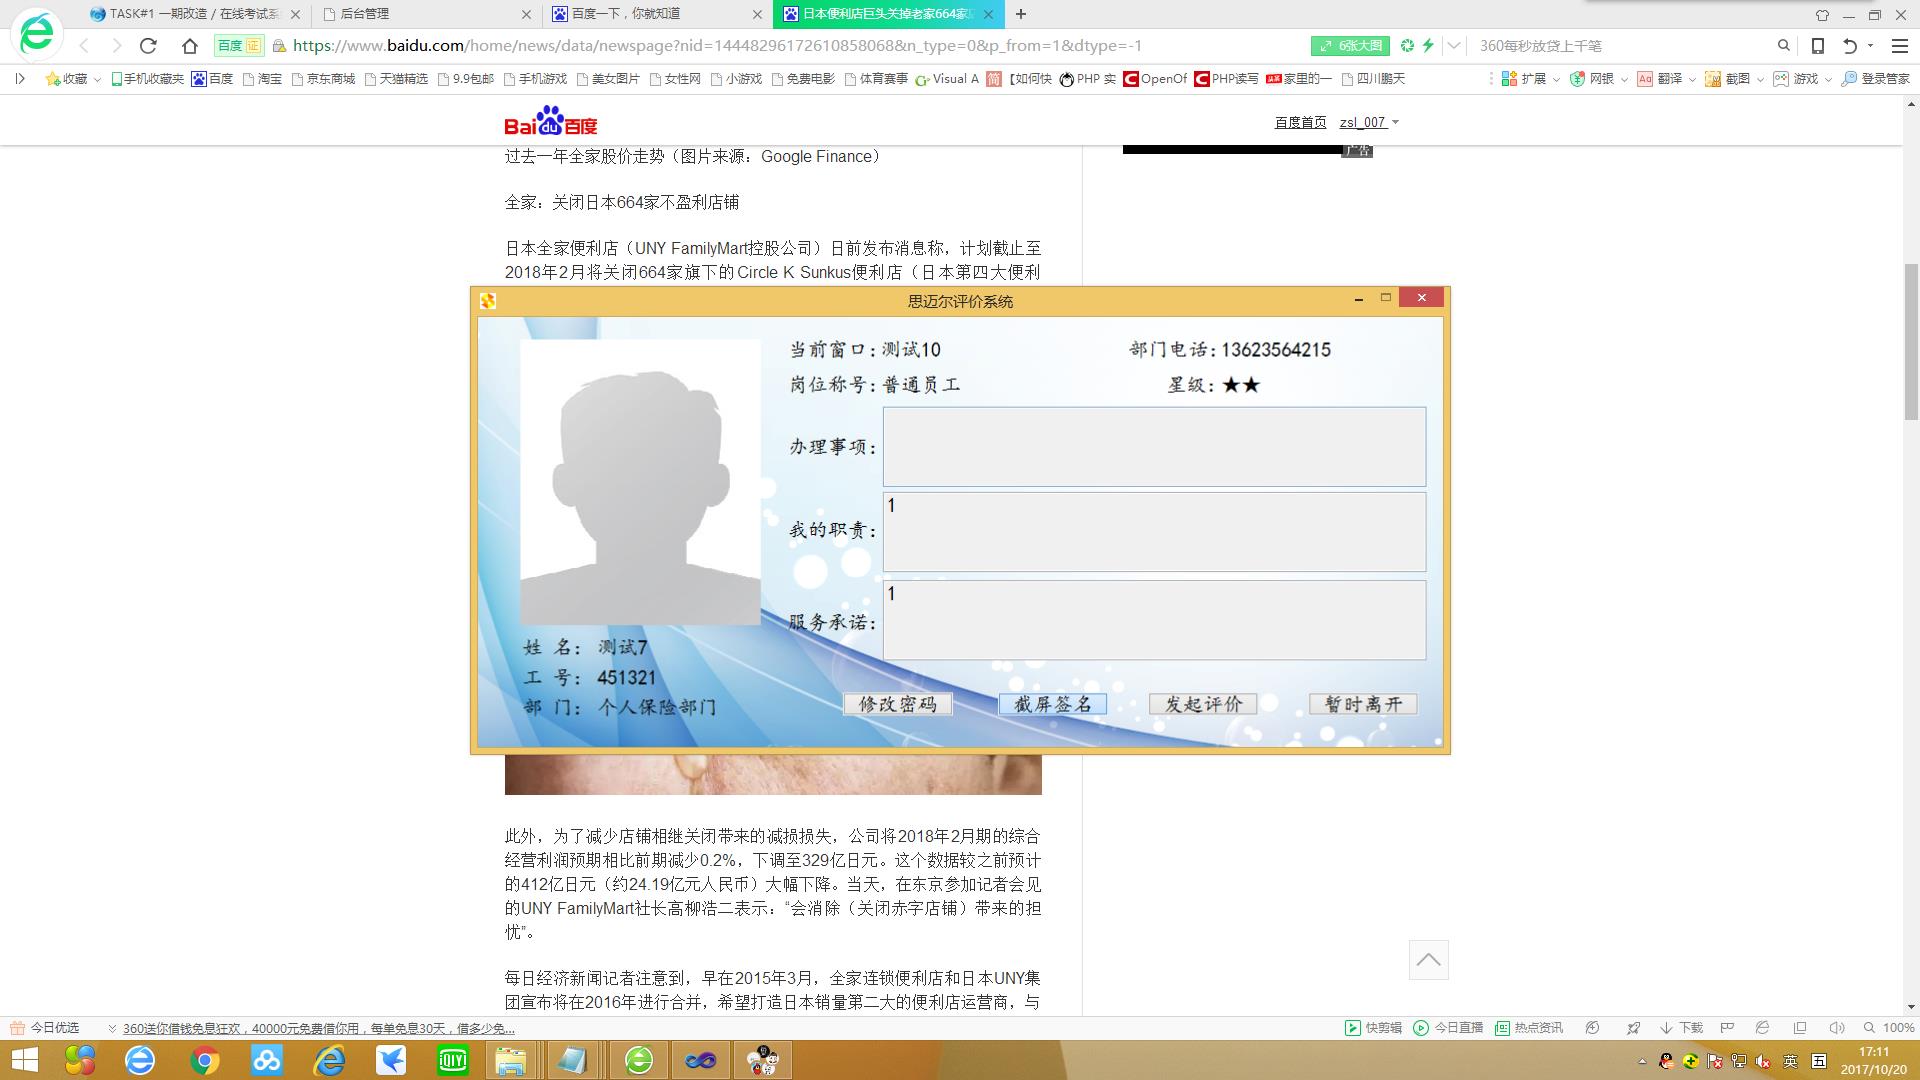 TASK#1 一期改造 / 在线考试系
后台管理
百度一下，你就知道
日本便利店巨头关掉老家664家店
百度 证
https://www.baidu.com/home/news/data/newspage?nid=14448296172610858068&n_type=0&p_from=1&dtype=-1
6张大图
360每秒放贷上千笔
收藏 手机收藏夹 百度 淘宝 京东商城 天猫精选 9.9包邮 手机游戏 美女图片 女性网 小游戏 免费电影 体育赛事 Visual A 简 【如何快 PHP 实 OpenOf PHP读写 家里的一 四川鹏天
扩展 网银 翻译 截图 游戏 登录管家
Bai du 百度
百度首页 zsl_007
广告
过去一年全家股价走势（图片来源：Google Finance）
全家：关闭日本664家不盈利店铺
日本全家便利店（UNY FamilyMart控股公司）日前发布消息称，计划截止至
2018年2月将关闭664家旗下的Circle K Sunkus便利店（日本第四大便利
思迈尔评价系统
当前窗口：测试10
部门电话：13623564215
岗位称号：普通员工
星级：★★
办理事项：
我的职责：
1
服务承诺：
1
姓 名： 测试7
工 号： 451321
部 门： 个人保险部门
修改密码
截屏签名
发起评价
暂时离开
此外，为了减少店铺相继关闭带来的减损损失，公司将2018年2月期的综合
经营利润预期相比前期减少0.2%，下调至329亿日元。这个数据较之前预计
的412亿日元（约24.19亿元人民币）大幅下降。当天，在东京参加记者会见
的UNY FamilyMart社长高柳浩二表示：“会消除（关闭赤字店铺）带来的担
忧”。
每日经济新闻记者注意到，早在2015年3月，全家连锁便利店和日本UNY集
团宣布将在2016年进行合并，希望打造日本销量第二大的便利店运营商，与
今日优选
360送你借钱免息狂欢，40000元免费借你用，每单免息30天，借多少免...
快剪辑 今日直播 热点资讯 下载 100%
QIYI
英 五
17:11
2017/10/20